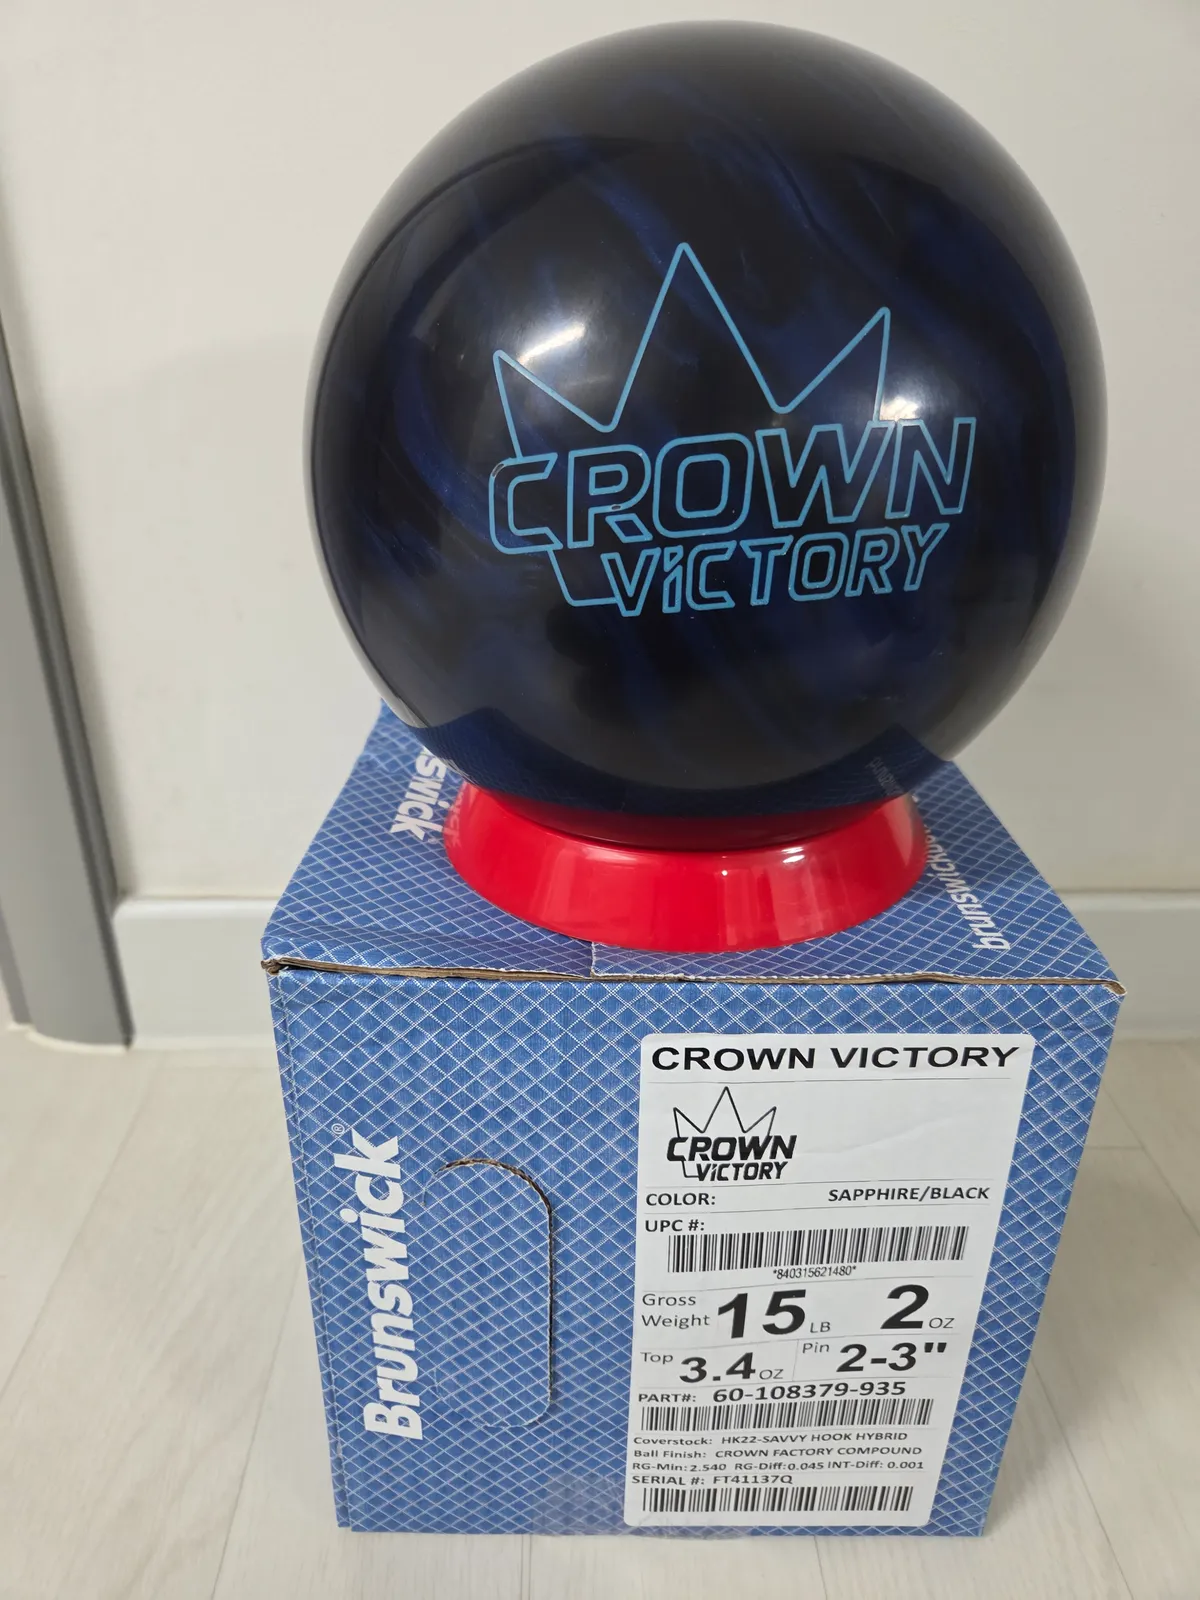 CROWN
ViCTORY
Brunswick
CROWN VICTORY
CROWN
ViCTORY
COLOR: SAPPHIRE/BLACK
UPC #:
*840315621480*
Gross Weight 15 LB 2 OZ
Top 3.4 OZ Pin 2-3"
PART#: 60-108379-935
Coverstock: HK22-SAVVY HOOK HYBRID
Ball Finish: CROWN FACTORY COMPOUND
RG-Min: 2.540 RG-Diff: 0.045 INT-Diff: 0.001
SERIAL #: FT41137Q
Brunswick®